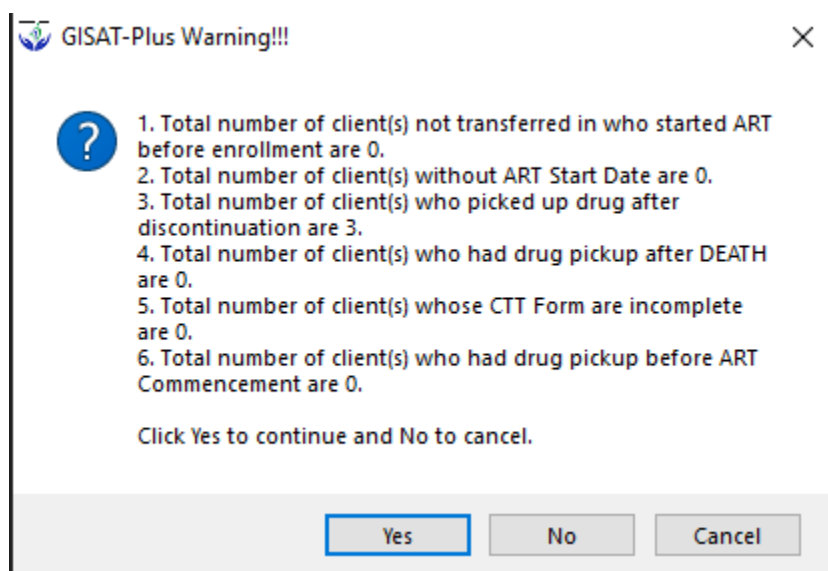 GISAT-Plus Warning!!!
1. Total number of client(s) not transferred in who started ART
before enrollment are 0.
2. Total number of client(s) without ART Start Date are 0.
3. Total number of client(s) who picked up drug after
discontinuation are 3.
4. Total number of client(s) who had drug pickup after DEATH
are 0.
5. Total number of client(s) whose CTT Form are incomplete
are 0.
6. Total number of client(s) who had drug pickup before ART
Commencement are 0.
Click Yes to continue and No to cancel.
Yes No Cancel